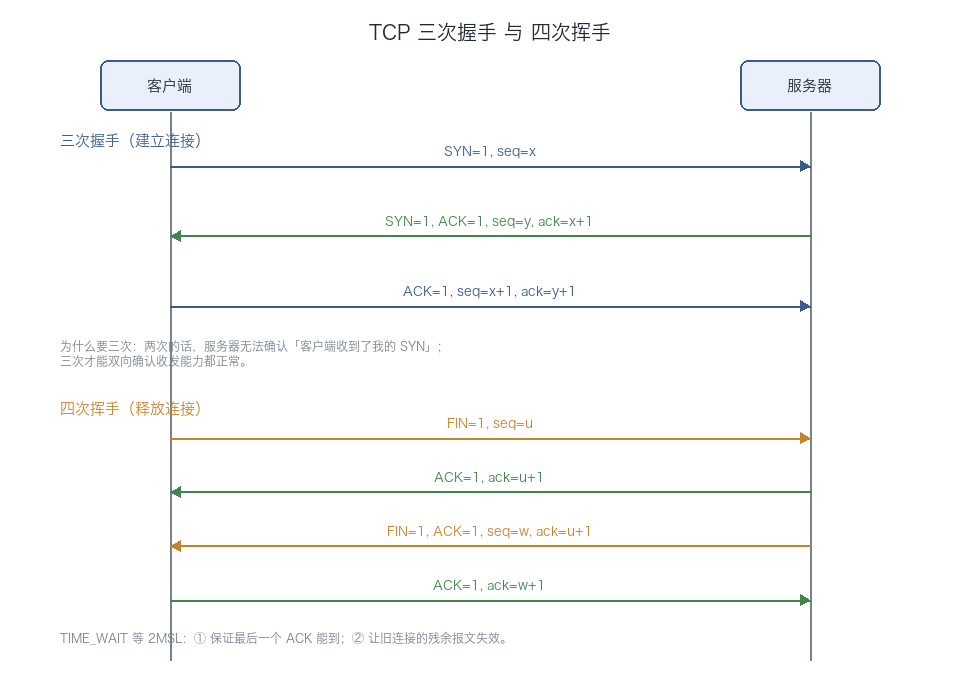 TCP 三次握手 与 四次挥手
客户端
服务器
三次握手（建立连接）
SYN=1, seq=x
SYN=1, ACK=1, seq=y, ack=x+1
ACK=1, seq=x+1, ack=y+1
为什么要三次：两次的话，服务器无法确认「客户端收到了我的 SYN」；
三次才能双向确认收发能力都正常。
四次挥手（释放连接）
FIN=1, seq=u
ACK=1, ack=u+1
FIN=1, ACK=1, seq=w, ack=u+1
ACK=1, ack=w+1
TIME_WAIT 等 2MSL：① 保证最后一个 ACK 能到；② 让旧连接的残余报文失效。